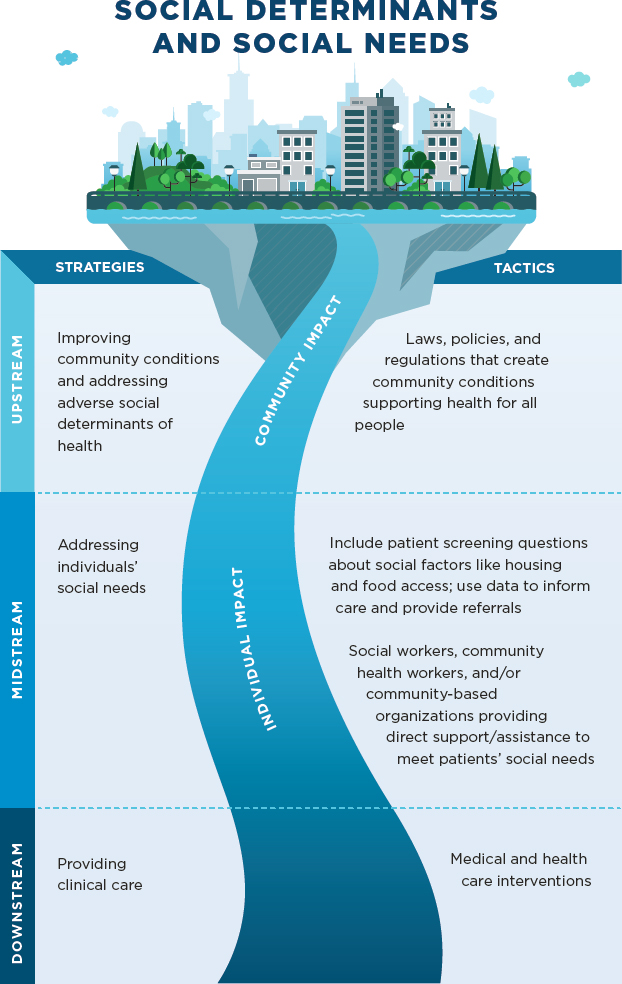 SOCIAL DETERMINANTS
AND SOCIAL NEEDS
STRATEGIES
TACTICS
UPSTREAM
Improving
community conditions
and addressing
adverse social
determinants of
health
COMMUNITY IMPACT
Laws, policies, and
regulations that create
community conditions
supporting health for all
people
MIDSTREAM
Addressing
individuals’
social needs
INDIVIDUAL IMPACT
Include patient screening questions
about social factors like housing
and food access; use data to inform
care and provide referrals
Social workers, community
health workers, and/or
community-based
organizations providing
direct support/assistance to
meet patients’ social needs
DOWNSTREAM
Providing
clinical care
Medical and health
care interventions